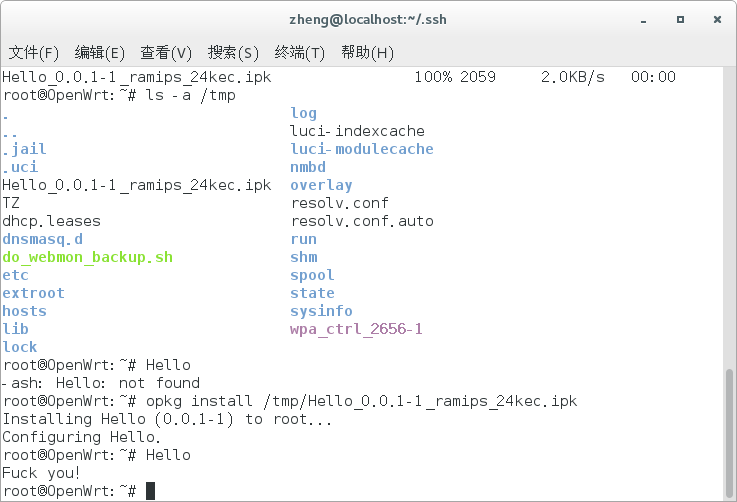 zheng@localhost:~/.ssh
文件(F) 编辑(E) 查看(V) 搜索(S) 终端(T) 帮助(H)
Hello_0.0.1-1_ramips_24kec.ipk 100% 2059 2.0KB/s 00:00
root@OpenWrt:~# ls -a /tmp
. log
.. luci-indexcache
.jail luci-modulecache
.uci nmbd
Hello_0.0.1-1_ramips_24kec.ipk overlay
TZ resolv.conf
dhcp.leases resolv.conf.auto
dnsmasq.d run
do_webmon_backup.sh shm
etc spool
extroot state
hosts sysinfo
lib wpa_ctrl_2656-1
lock
root@OpenWrt:~# Hello
-ash: Hello: not found
root@OpenWrt:~# opkg install /tmp/Hello_0.0.1-1_ramips_24kec.ipk
Installing Hello (0.0.1-1) to root...
Configuring Hello.
root@OpenWrt:~# Hello
Fuck you!
root@OpenWrt:~#